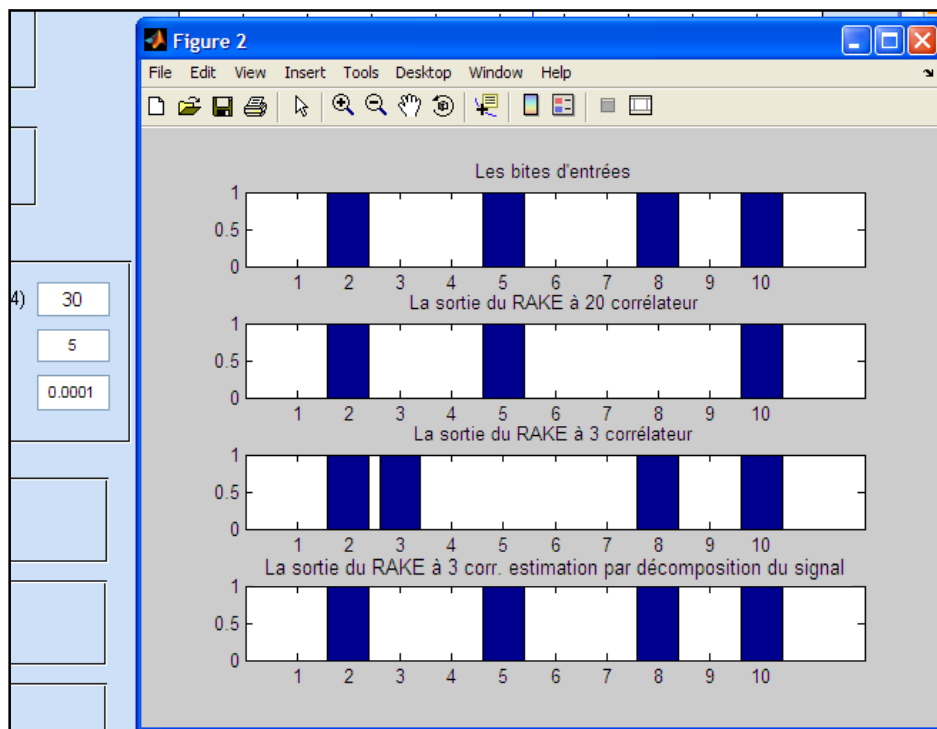 Figure 2
File Edit View Insert Tools Desktop Window Help
Les bites d'entrées
1
0.5
0
1 2 3 4 5 6 7 8 9 10
La sortie du RAKE à 20 corrélateur
1
0.5
0
1 2 3 4 5 6 7 8 9 10
La sortie du RAKE à 3 corrélateur
1
0.5
0
1 2 3 4 5 6 7 8 9 10
La sortie du RAKE à 3 corr. estimation par décomposition du signal
1
0.5
0
1 2 3 4 5 6 7 8 9 10
4) 30
5
0.0001